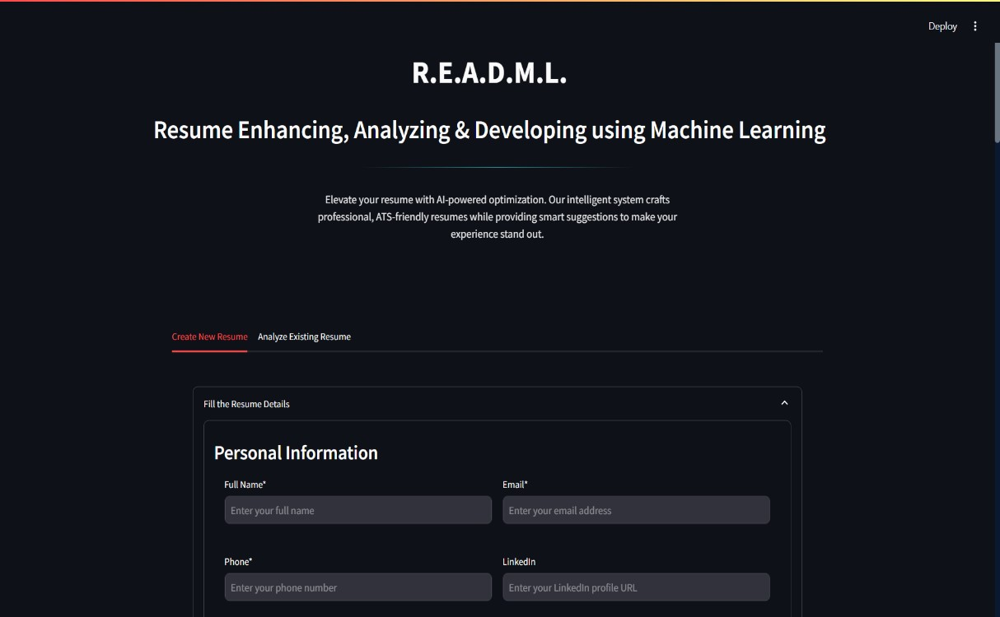 Deploy
R.E.A.D.M.L.
Resume Enhancing, Analyzing & Developing using Machine Learning
Elevate your resume with AI-powered optimization. Our intelligent system crafts
professional, ATS-friendly resumes while providing smart suggestions to make your
experience stand out.
Create New Resume
Analyze Existing Resume
Fill the Resume Details
Personal Information
Full Name*
Email*
Enter your full name
Enter your email address
Phone*
LinkedIn
Enter your phone number
Enter your LinkedIn profile URL